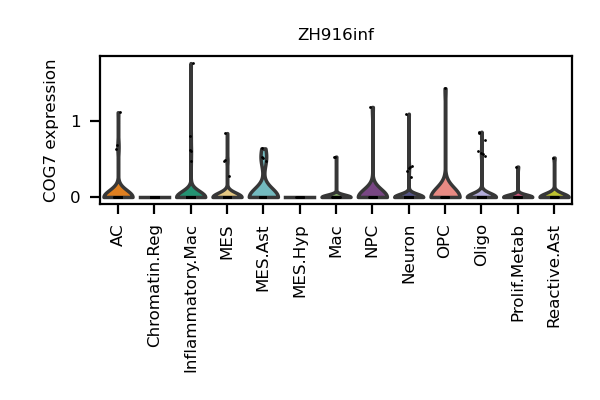 ZH916inf
COG7 expression
1
0
AC
Chromatin.Reg
Inflammatory.Mac
MES
MES.Ast
MES.Hyp
Mac
NPC
Neuron
OPC
Oligo
Prolif.Metab
Reactive.Ast